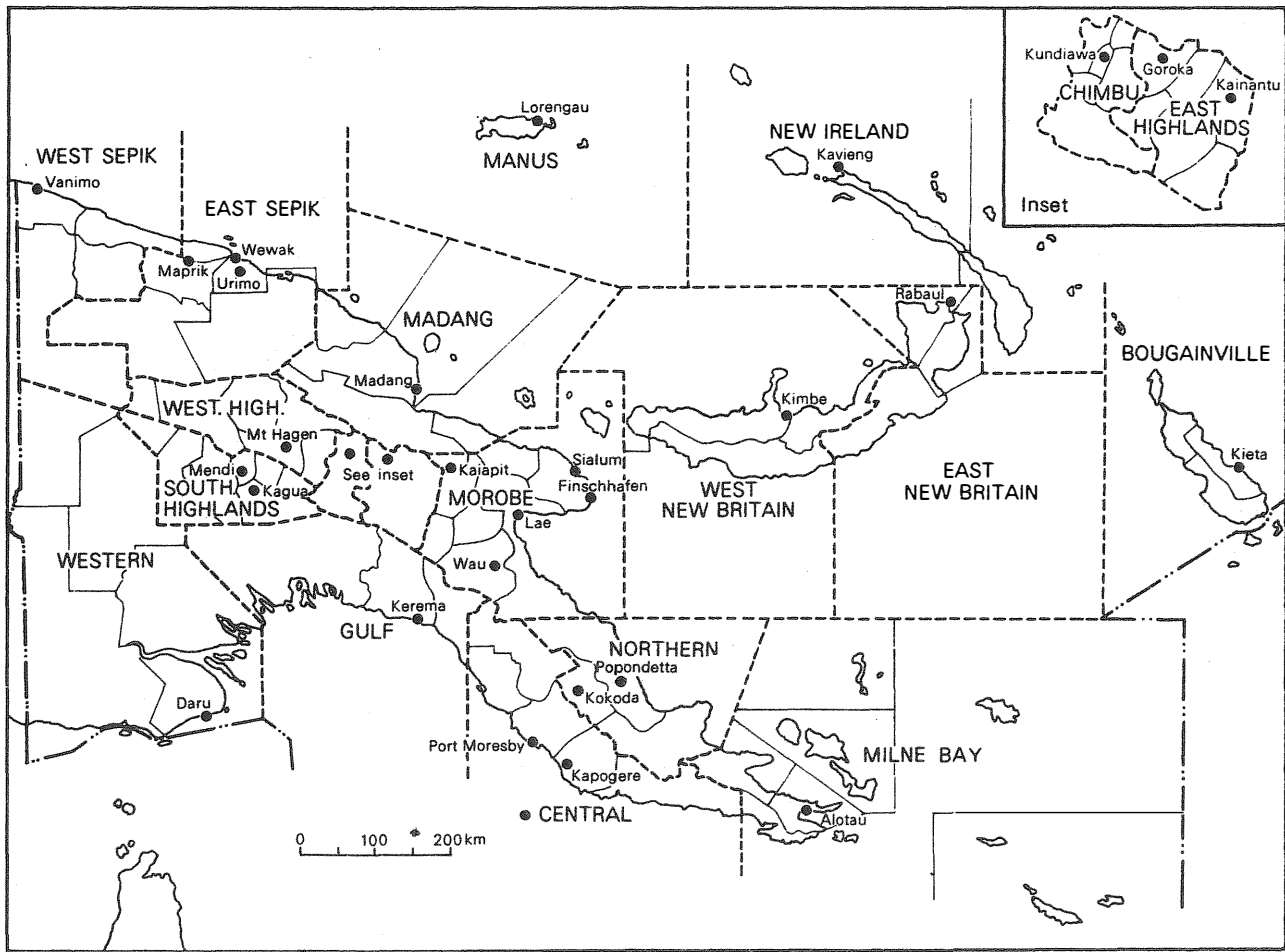 Kundiawa
Goroka
Kainantu
CHIMBU
EAST
HIGHLANDS
Inset
Lorengau
MANUS
NEW IRELAND
Kavieng
WEST SEPIK
Vanimo
EAST SEPIK
Wewak
Maprik
Urimo
Rabaul
MADANG
Madang
BOUGAINVILLE
Kieta
WEST. HIGH.
Mt Hagen
Kimbe
Mendi
See inset
Kaiapit
Sialum
Finschhafen
SOUTH.
HIGHLANDS
Kagua
MOROBE
Lae
WEST
NEW BRITAIN
EAST
NEW BRITAIN
WESTERN
Wau
Kerema
GULF
NORTHERN
Popondetta
Kokoda
Daru
Port Moresby
Kapogere
MILNE BAY
Alotau
CENTRAL
0 100 200 km